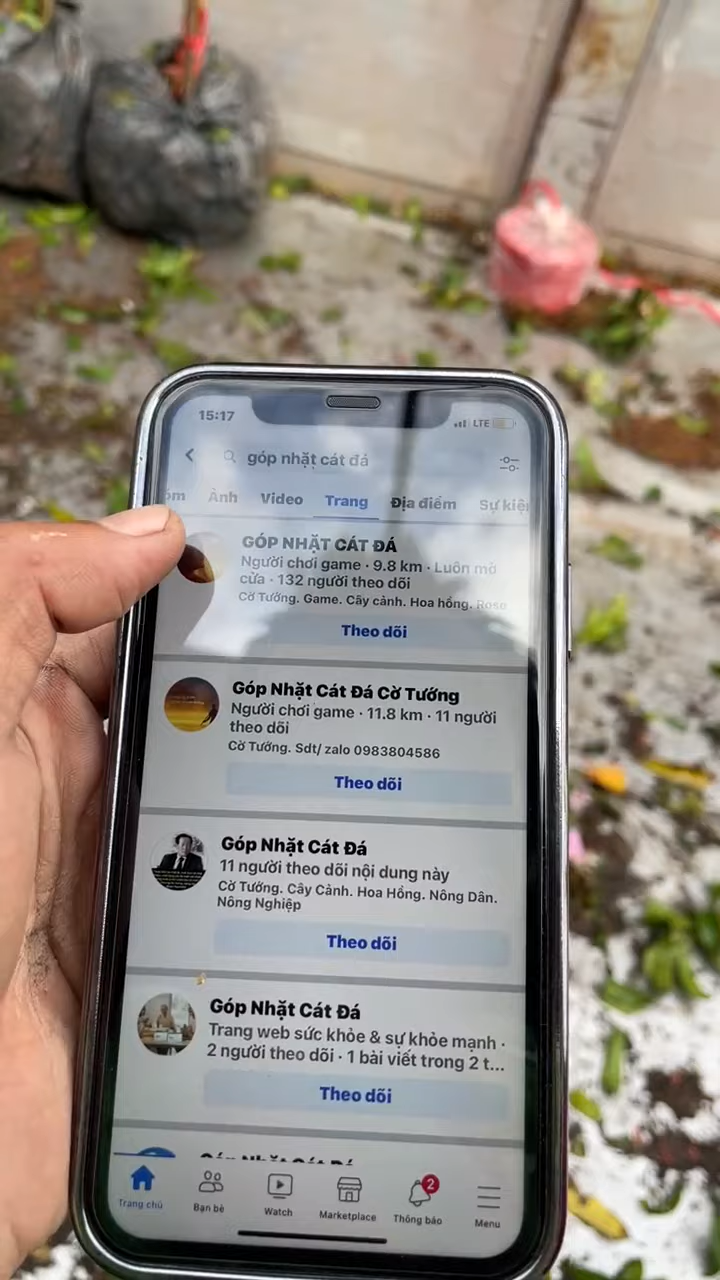 15:17
LTE
góp nhặt cát đá
óm Ảnh Video Trang Địa điểm Sự kiện
GÓP NHẶT CÁT ĐÁ
Người chơi game · 9.8 km · Luôn mở
cửa · 132 người theo dõi
Cờ Tướng. Game. Cây cảnh. Hoa hồng. Rose
Theo dõi
Góp Nhặt Cát Đá Cờ Tướng
Người chơi game · 11.8 km · 11 người
theo dõi
Cờ Tướng. Sdt/ zalo 0983804586
Theo dõi
Góp Nhặt Cát Đá
11 người theo dõi nội dung này
Cờ Tướng. Cây Cảnh. Hoa Hồng. Nông Dân.
Nông Nghiệp
Theo dõi
Góp Nhặt Cát Đá
Trang web sức khỏe & sự khỏe mạnh ·
2 người theo dõi · 1 bài viết trong 2 t...
Theo dõi
2
Trang chủ Bạn bè Watch Marketplace Thông báo Menu